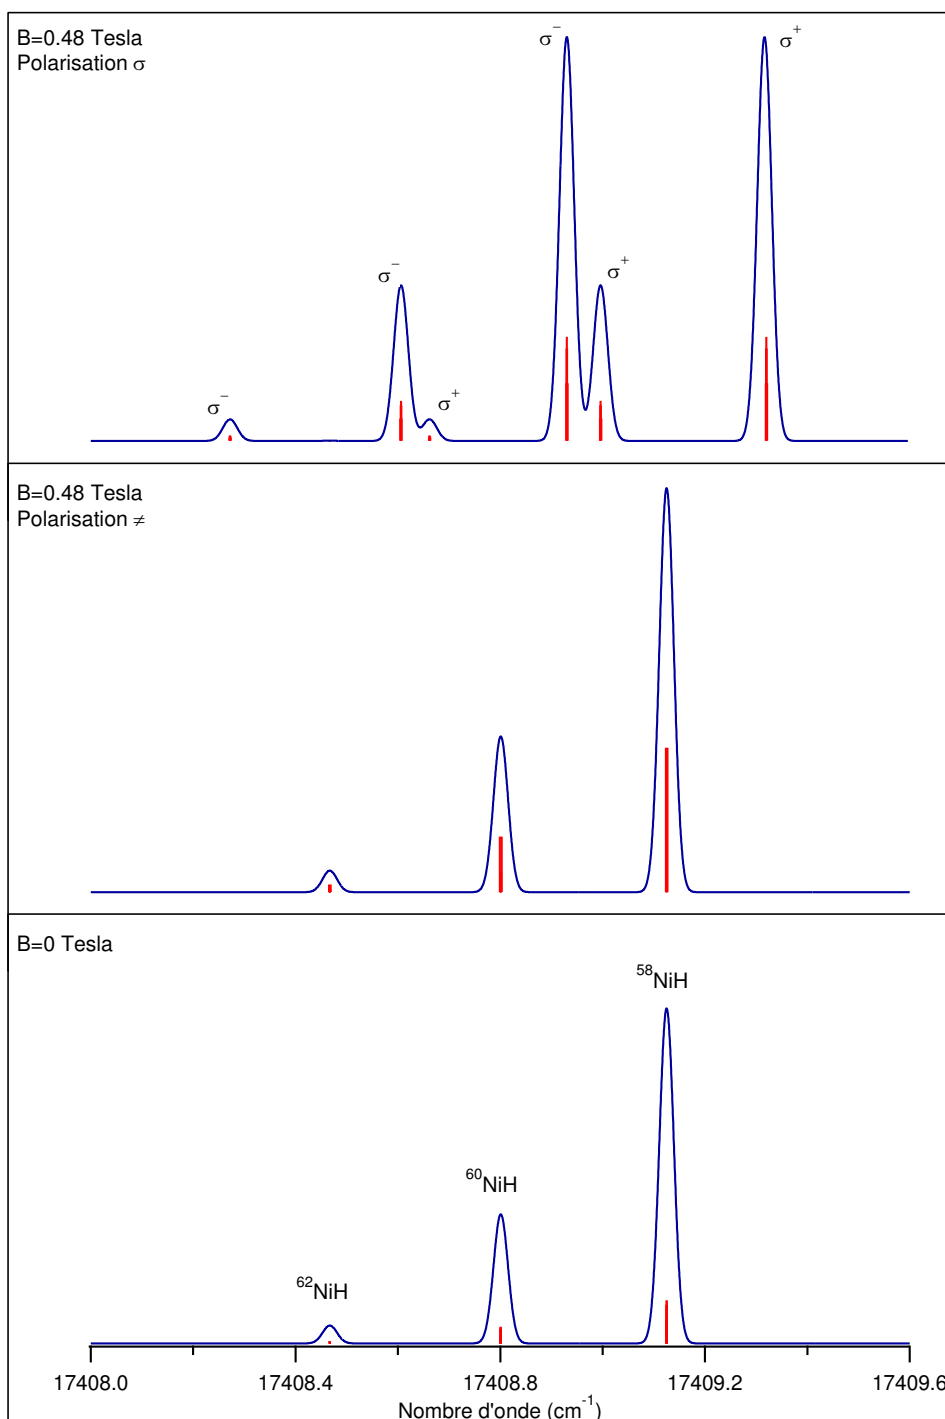 B=0.48 Tesla
Polarisation σ
σ⁻
σ⁺
σ⁻
σ⁺
σ⁻
σ⁺
B=0.48 Tesla
Polarisation ≠
B=0 Tesla
⁵⁸NiH
⁶⁰NiH
⁶²NiH
17408.0 17408.4 17408.8 17409.2 17409.6
Nombre d'onde (cm⁻¹)